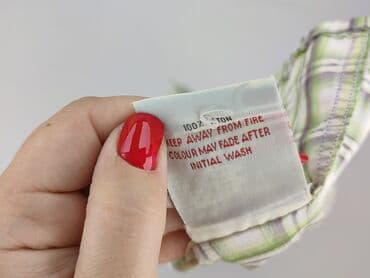 100%
KEEP AWAY FROM FIRE
COLOUR MAY FADE AFTER
INITIAL WASH